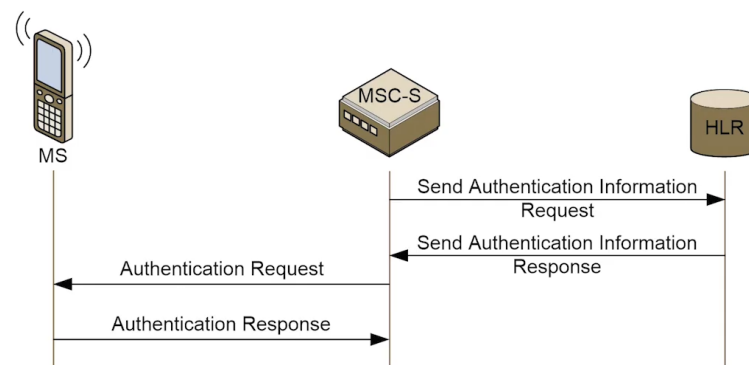 MSC-S
HLR
MS
Send Authentication Information
Request
Send Authentication Information
Response
Authentication Request
Authentication Response